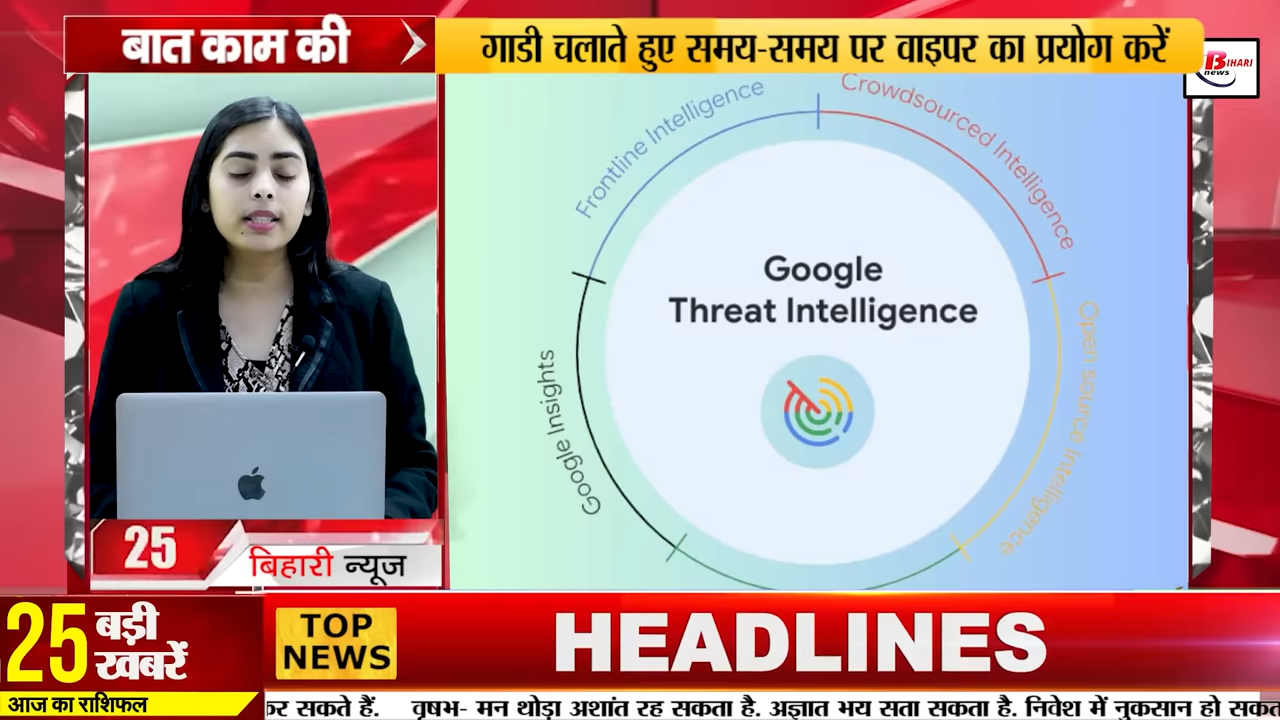 बात काम की
गाडी चलाते हुए समय-समय पर वाइपर का प्रयोग करें
BIHARI
news
Frontline Intelligence
Crowdsourced Intelligence
Google
Threat Intelligence
Open source Intelligence
Google Insights
25
बिहारी न्यूज
25 बड़ी
खबरें
TOP
NEWS
HEADLINES
आज का राशिफल
कर सकते हैं. वृषभ- मन थोड़ा अशांत रह सकता है. अज्ञात भय सता सकता है. निवेश में नुकसान हो